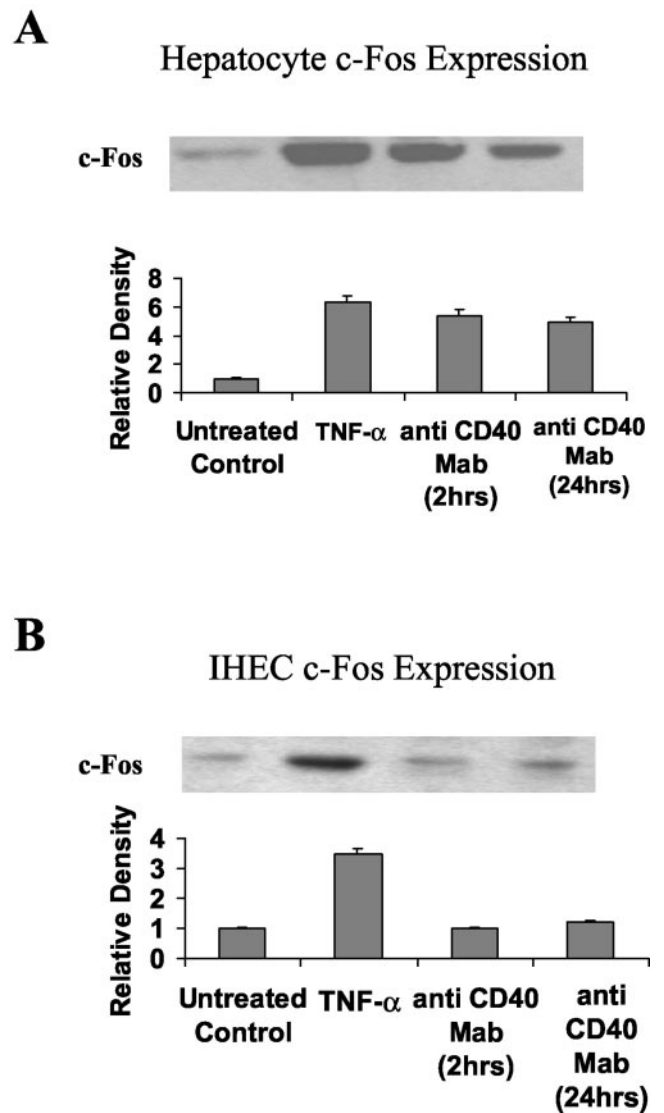 A
Hepatocyte c-Fos Expression
c-Fos
Relative Density
8
6
4
2
0
Untreated Control
TNF-α
anti CD40 Mab (2hrs)
anti CD40 Mab (24hrs)
B
IHEC c-Fos Expression
c-Fos
Relative Density
4
3
2
1
0
Untreated Control
TNF-α
anti CD40 Mab (2hrs)
anti CD40 Mab (24hrs)